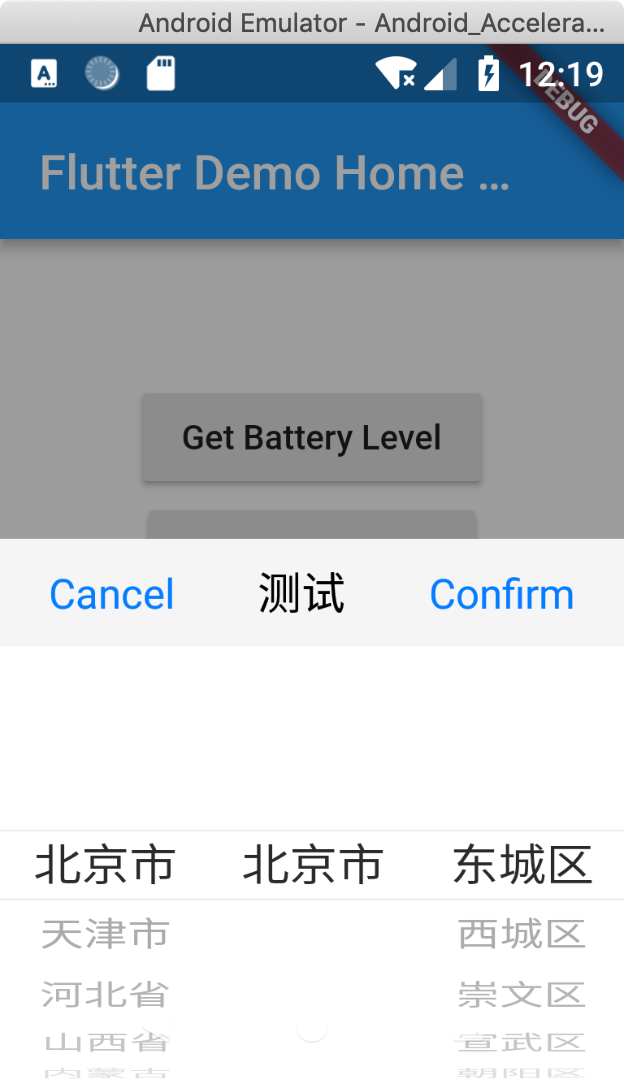 Android Emulator - Android_Accelera...
12:19
DEBUG
Flutter Demo Home ...
Get Battery Level
Cancel 测试 Confirm
北京市 北京市 东城区
天津市 西城区
河北省 崇文区
山西省 宣武区
内蒙古 朝阳区